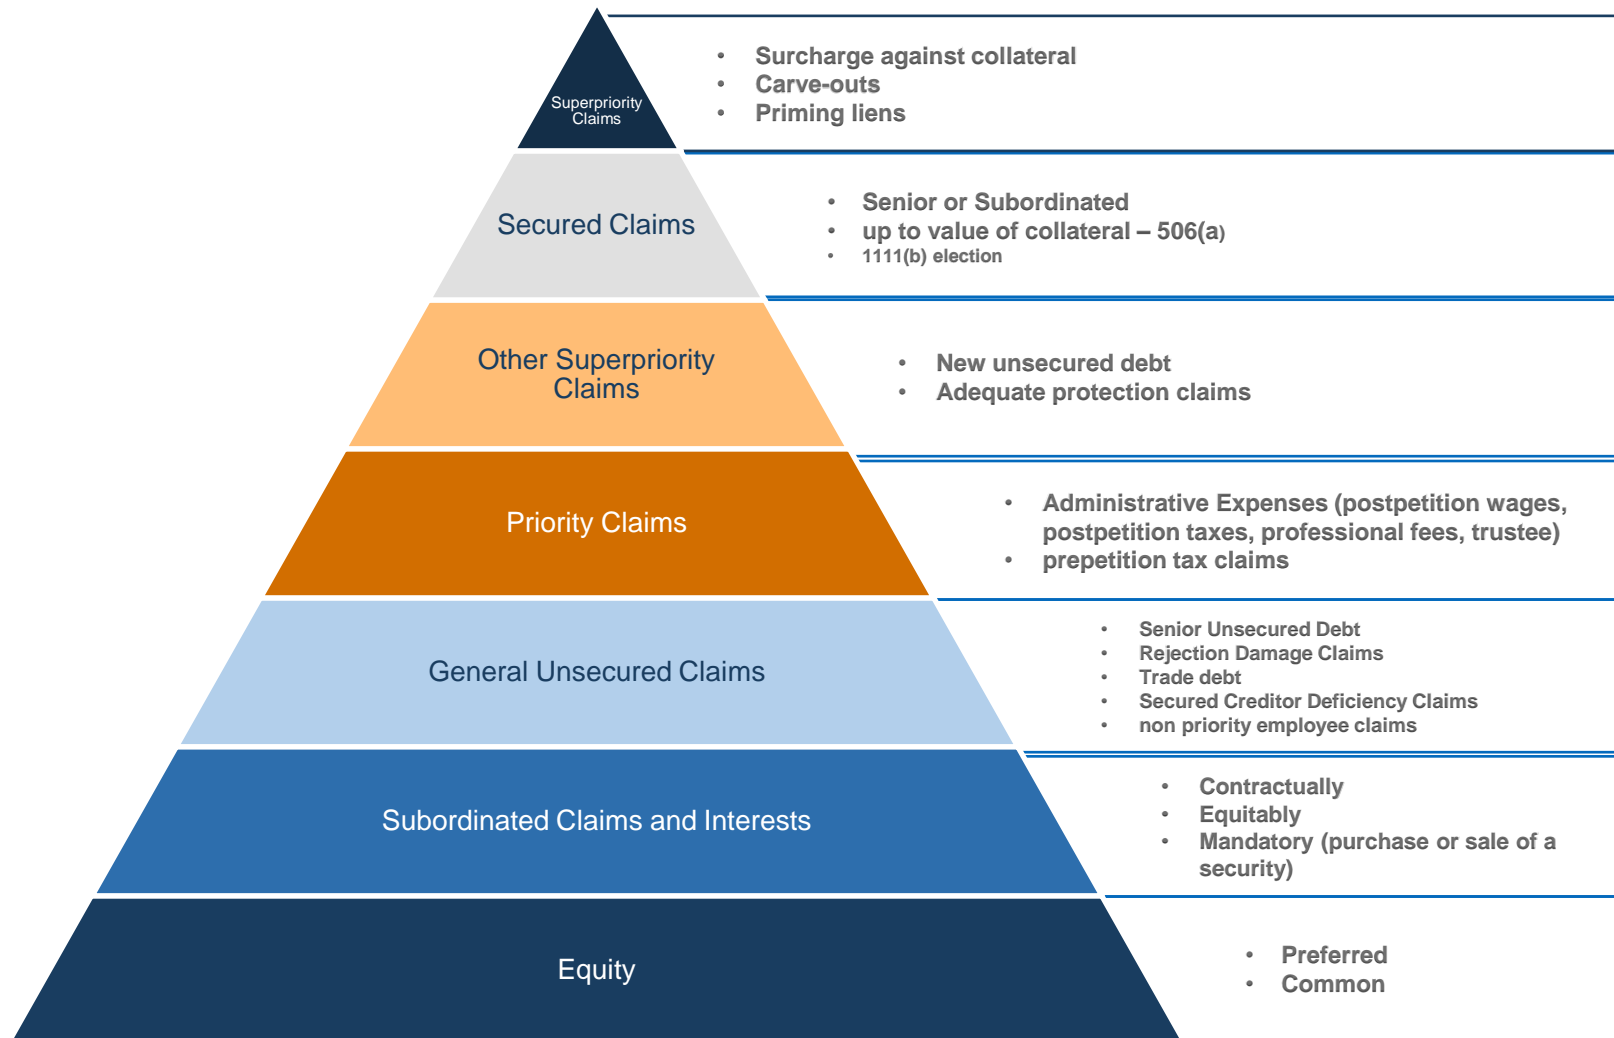 Superpriority
Claims
• Surcharge against collateral
• Carve-outs
• Priming liens
Secured Claims
• Senior or Subordinated
• up to value of collateral – 506(a)
• 1111(b) election
Other Superpriority
Claims
• New unsecured debt
• Adequate protection claims
Priority Claims
• Administrative Expenses (postpetition wages,
postpetition taxes, professional fees, trustee)
• prepetition tax claims
General Unsecured Claims
• Senior Unsecured Debt
• Rejection Damage Claims
• Trade debt
• Secured Creditor Deficiency Claims
• non priority employee claims
Subordinated Claims and Interests
• Contractually
• Equitably
• Mandatory (purchase or sale of a
security)
Equity
• Preferred
• Common